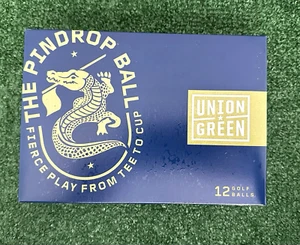 THE PINDROP BALL
FIERCE PLAY FROM TEE TO CUP
UNION
GREEN
12 GOLF
BALLS